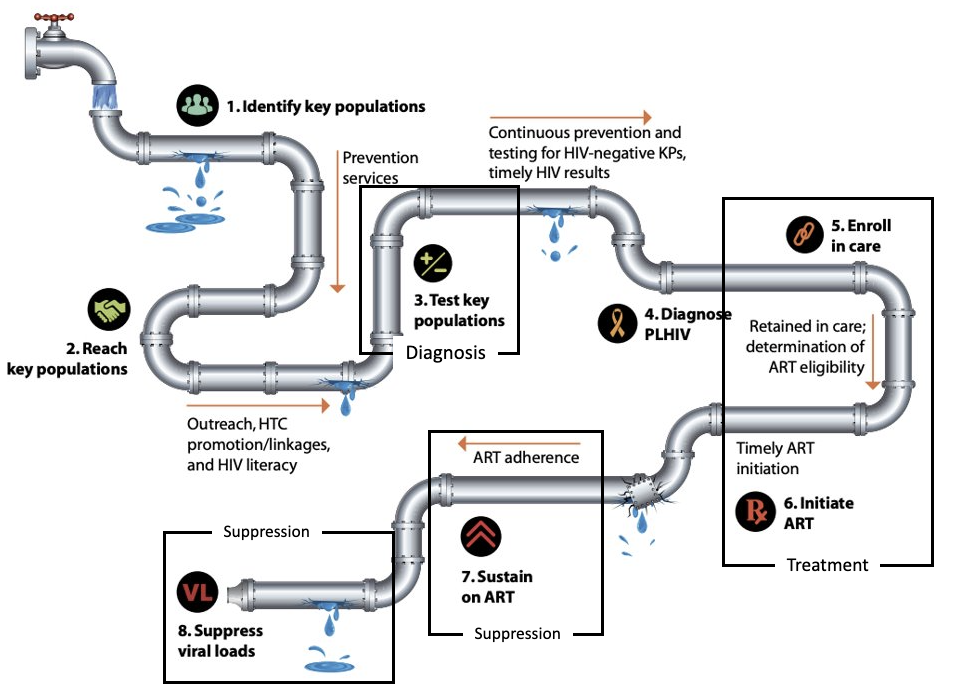 1. Identify key populations
Prevention
services
Continuous prevention and
testing for HIV-negative KPs,
timely HIV results
2. Reach
key populations
Outreach, HTC
promotion/linkages,
and HIV literacy
+/-
3. Test key
populations
Diagnosis
4. Diagnose
PLHIV
5. Enroll
in care
Retained in care;
determination of
ART eligibility
Timely ART
initiation
Rx
6. Initiate
ART
Treatment
ART adherence
7. Sustain
on ART
Suppression
Suppression
VL
8. Suppress
viral loads